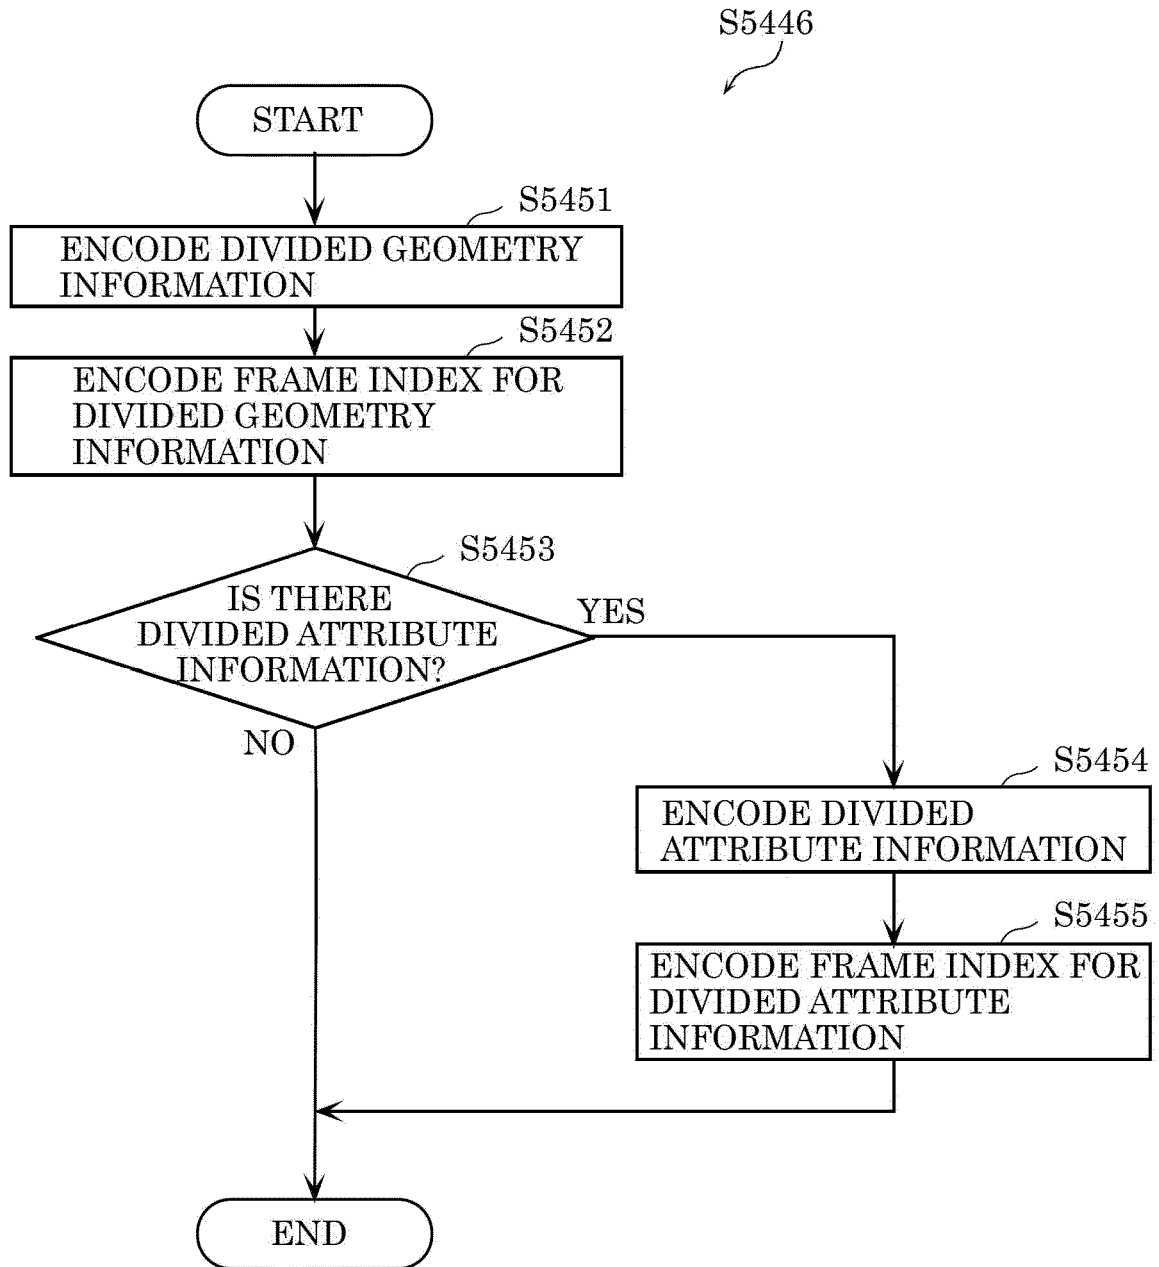 S5446
START
S5451
ENCODE DIVIDED GEOMETRY
INFORMATION
S5452
ENCODE FRAME INDEX FOR
DIVIDED GEOMETRY
INFORMATION
S5453
IS THERE
DIVIDED ATTRIBUTE
INFORMATION?
YES
NO
S5454
ENCODE DIVIDED
ATTRIBUTE INFORMATION
S5455
ENCODE FRAME INDEX FOR
DIVIDED ATTRIBUTE
INFORMATION
END